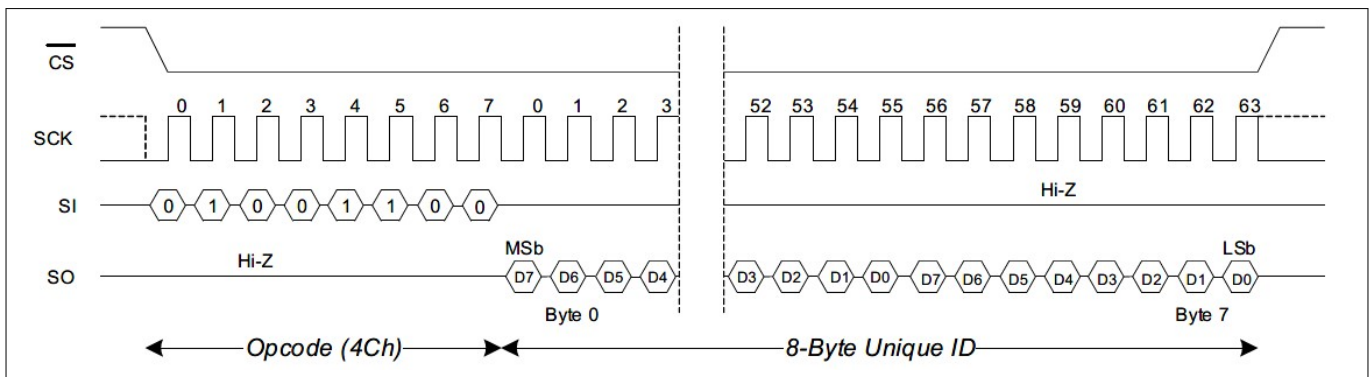 CS
0 1 2 3 4 5 6 7 0 1 2 3 52 53 54 55 56 57 58 59 60 61 62 63
SCK
Hi-Z
SI 0 1 0 0 1 1 0 0
MSb LSb
Hi-Z
SO D7 D6 D5 D4 D3 D2 D1 D0 D7 D6 D5 D4 D3 D2 D1 D0
Byte 0 Byte 7
Opcode (4Ch) 8-Byte Unique ID